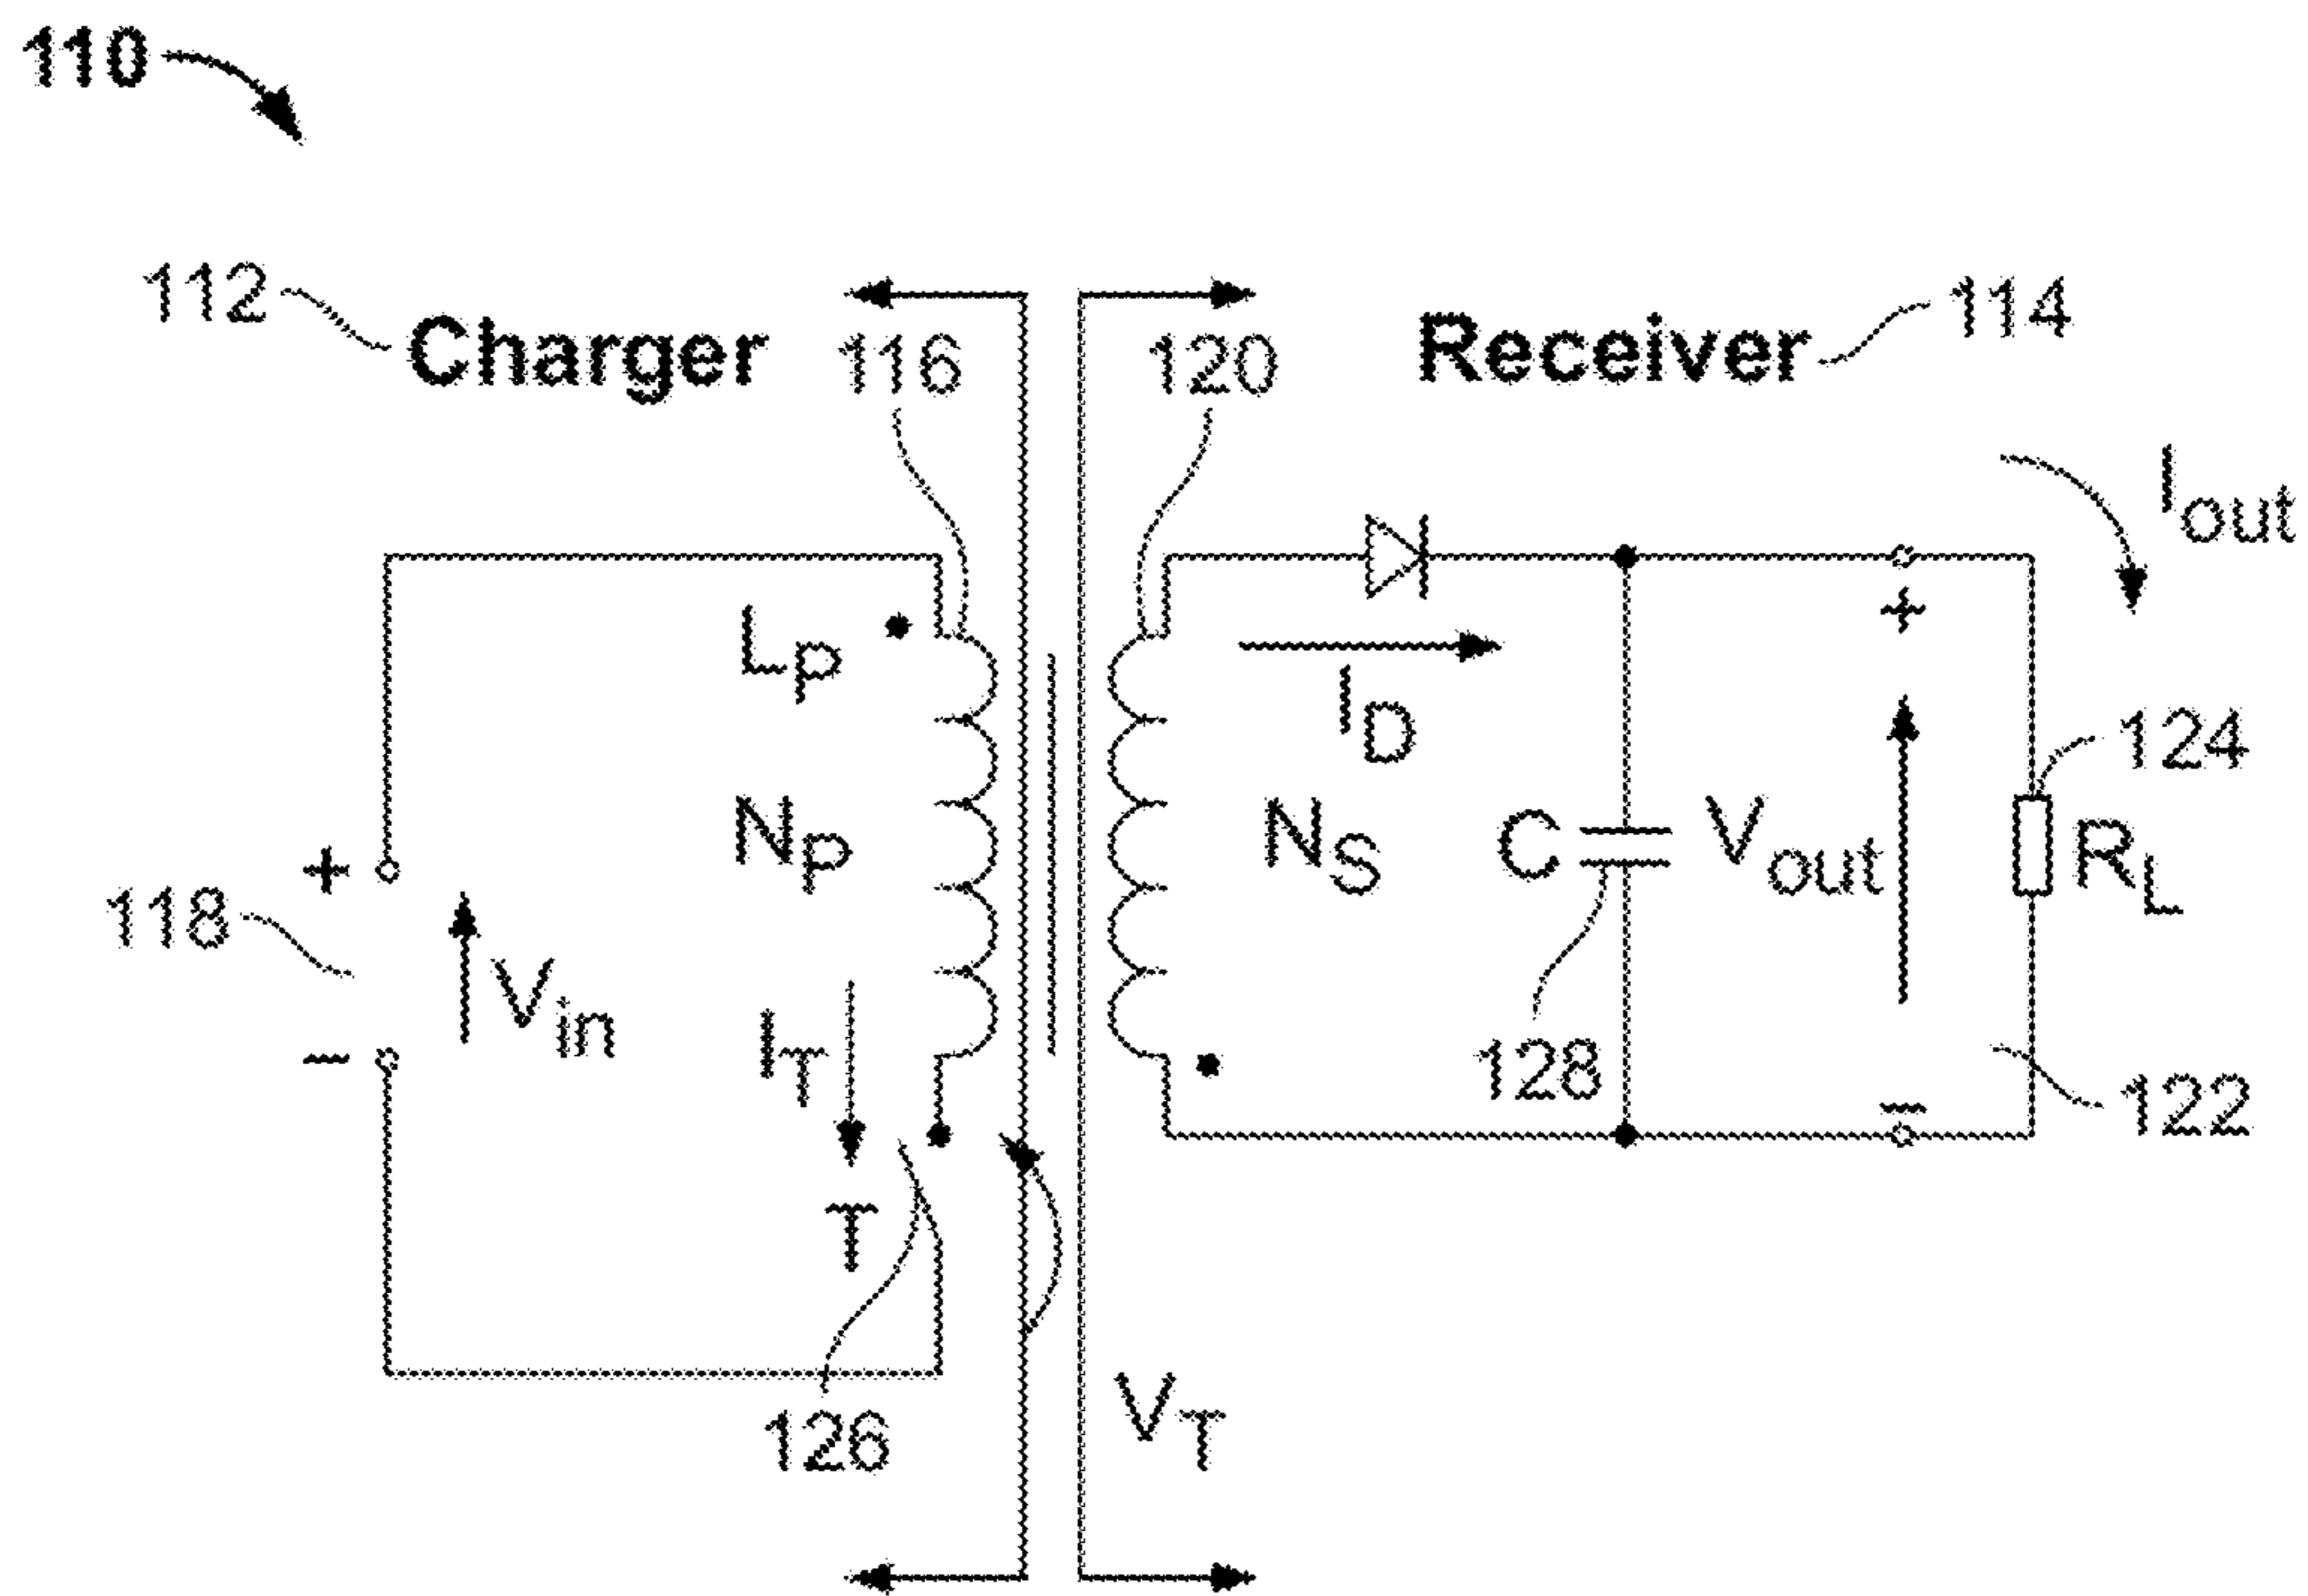 110
112
Charger
116
120
Receiver
114
Iout
LP
ID
124
NP
NS
C
Vout
RL
+
+
118
Vin
−
IT
128
−
122
T
126
VT